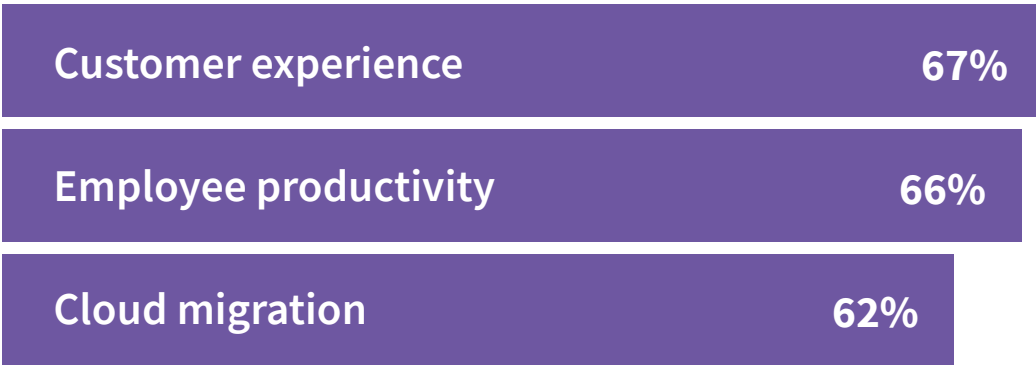 Customer experience 67%
Employee productivity 66%
Cloud migration 62%